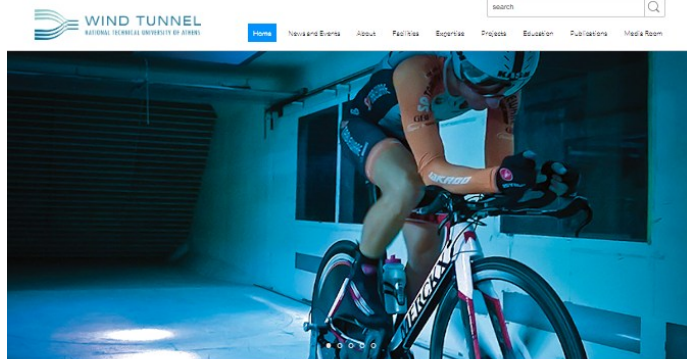 search
WIND TUNNEL
NATIONAL TECHNICAL UNIVERSITY OF ATHENS
Home News and Events About Facilities Expertise Projects Education Publications Media Room
MERCKX